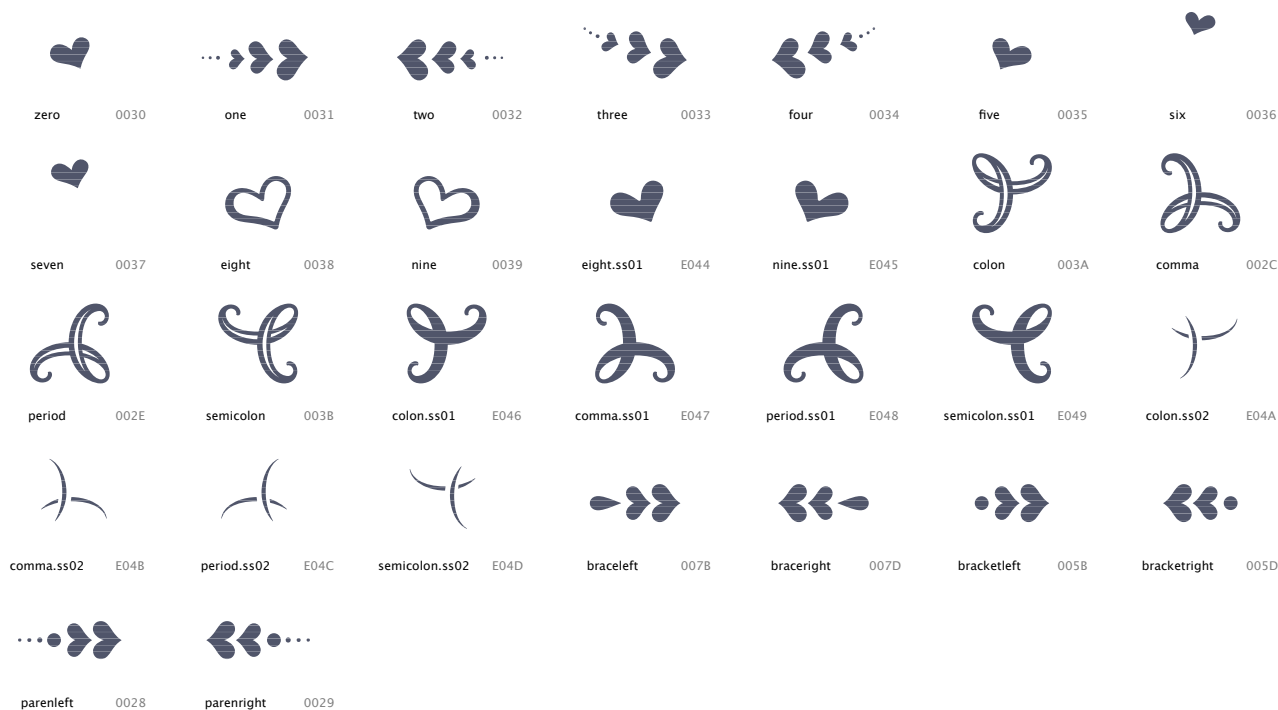 zero 0030 one 0031 two 0032 three 0033 four 0034 five 0035 six 0036
seven 0037 eight 0038 nine 0039 eight.ss01 E044 nine.ss01 E045 colon 003A comma 002C
period 002E semicolon 003B colon.ss01 E046 comma.ss01 E047 period.ss01 E048 semicolon.ss01 E049 colon.ss02 E04A
comma.ss02 E04B period.ss02 E04C semicolon.ss02 E04D braceleft 007B braceright 007D bracketleft 005B bracketright 005D
parenleft 0028 parenright 0029